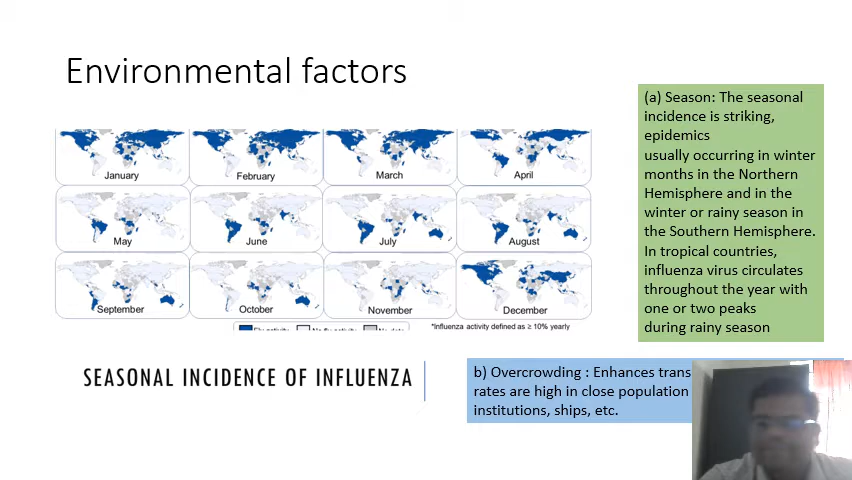 Environmental factors
January
February
March
April
May
June
July
August
September
October
November
December
*Influenza activity defined as ≥ 10% yearly
SEASONAL INCIDENCE OF INFLUENZA
(a) Season: The seasonal
incidence is striking,
epidemics
usually occurring in winter
months in the Northern
Hemisphere and in the
winter or rainy season in
the Southern Hemisphere.
In tropical countries,
influenza virus circulates
throughout the year with
one or two peaks
during rainy season
b) Overcrowding : Enhances
rates are high in close population
institutions, ships, etc.